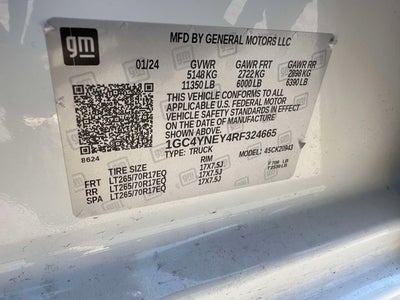 gm
MFD BY GENERAL MOTORS LLC
01/24 GVWR GAWR FRT GAWR RR
5148 KG 2722 KG 2898 KG
11350 LB 6000 LB 6390 LB
THIS VEHICLE CONFORMS TO ALL
APPLICABLE U.S. FEDERAL MOTOR
VEHICLE SAFETY STANDARDS IN
EFFECT ON THE DATE OF
MANUFACTURE SHOWN ABOVE.
1GC4YNEY4RF324665
8624 TYPE: TRUCK MODEL: 4SCK20943
TIRE SIZE RIM
FRT LT265/70R17EQ 17X7.5J
RR LT265/70R17EQ 17X7.5J
SPA LT265/70R17EQ 17X7.5J